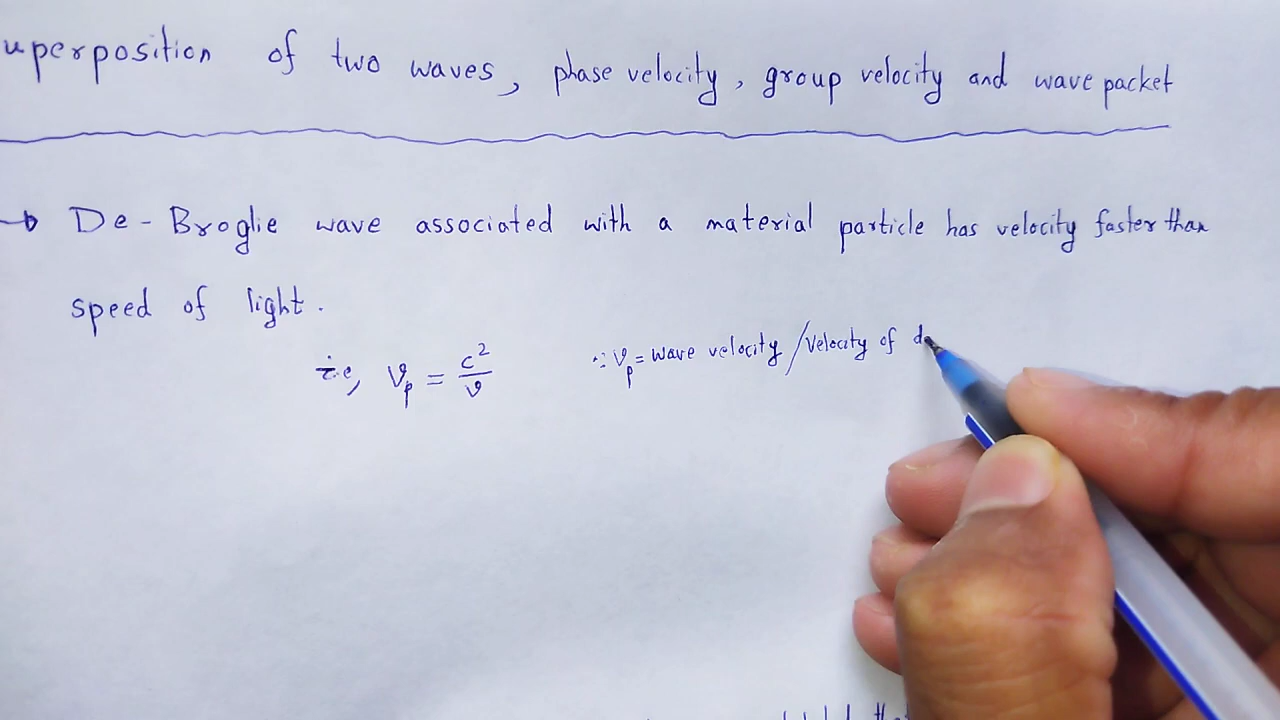 uperposition of two waves, phase velocity, group velocity and wave packet
→ De-Broglie wave associated with a material particle has velocity faster than
speed of light.
i.e, Vp = c²/v ∵ Vp = wave velocity / Velocity of d